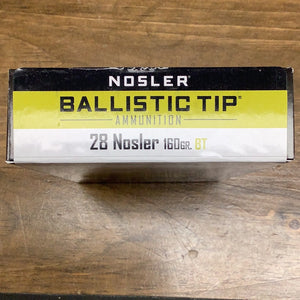 NOSLER®
BALLISTIC TIP®
AMMUNITION
28 Nosler 160GR. BT